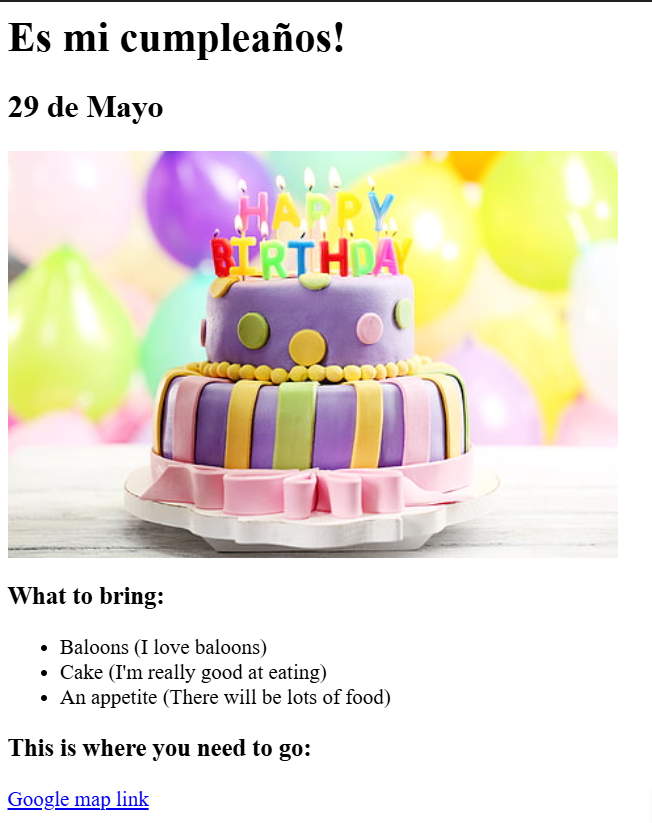 Es mi cumpleaños!
29 de Mayo
HAPPY
BIRTHDAY
What to bring:
Baloons (I love baloons)
Cake (I'm really good at eating)
An appetite (There will be lots of food)
This is where you need to go:
Google map link